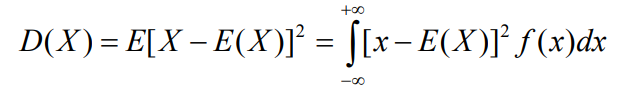 D(X) = E[X – E(X)]² = ∫_{-∞}^{+∞} [x – E(X)]² f(x)dx